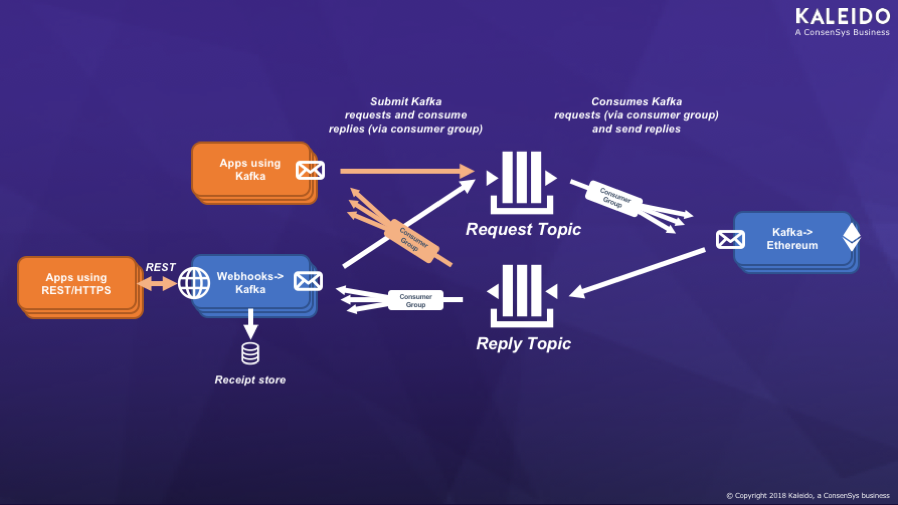 KALEIDO
A ConsenSys Business
Submit Kafka
requests and consume
replies (via consumer group)
Consumes Kafka
requests (via consumer group)
and send replies
Apps using
Kafka
Consumer
Group
Request Topic
Consumer
Group
Kafka->
Ethereum
Apps using
REST/HTTPS
REST
Webhooks->
Kafka
Consumer
Group
Reply Topic
Receipt store
© Copyright 2018 Kaleido, a ConsenSys business